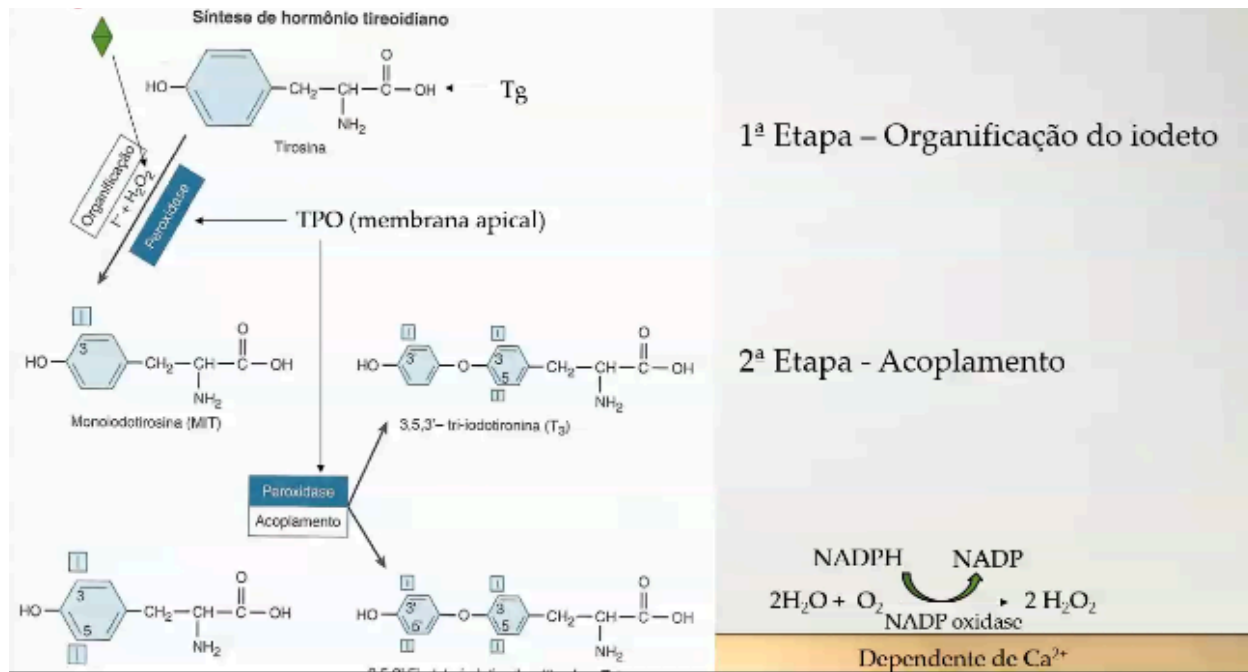 Síntese de hormônio tireoidiano
HO
CH₂
CH
C
O
OH
NH₂
Tg
Tirosina
Organificação
I⁻ + H₂O₂
Peroxidase
TPO (membrana apical)
I
HO
3
CH₂
CH
C
O
OH
NH₂
Monoiodotirosina (MIT)
I
I
HO
3'
O
3
5
I
CH₂
CH
C
O
OH
NH₂
3,5,3'– tri-iodotironina (T₃)
Peroxidase
Acoplamento
I
HO
3
5
I
CH₂
CH
C
O
OH
NH₂
I
I
HO
3'
5'
I
O
3
5
I
CH₂
CH
C
O
OH
NH₂
1ª Etapa – Organificação do iodeto
2ª Etapa - Acoplamento
NADPH NADP
2H₂O + O₂ 2 H₂O₂
NADP oxidase
Dependente de Ca²⁺